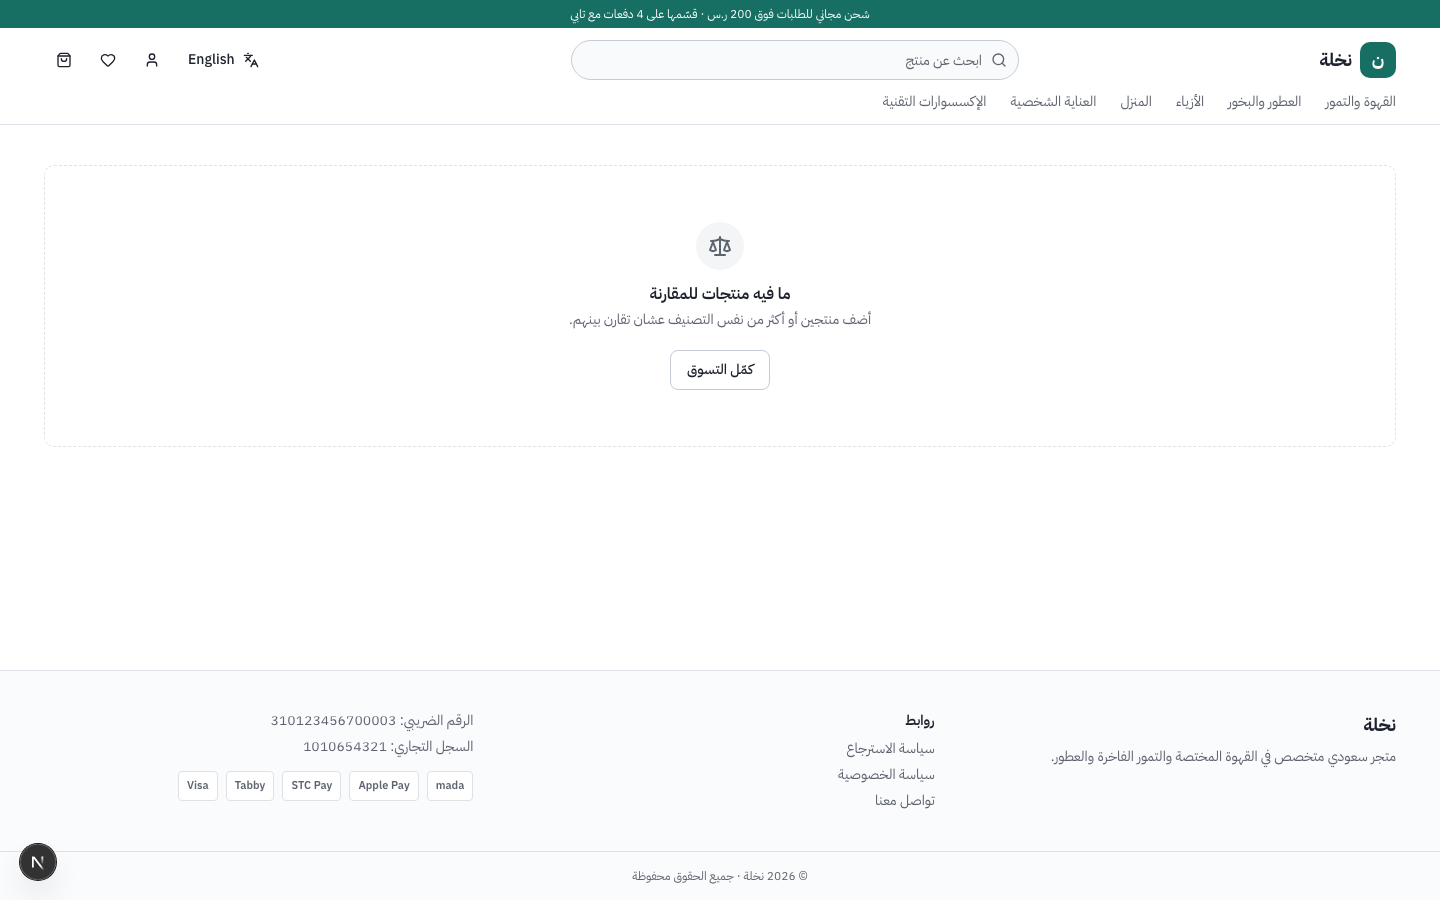 شحن مجاني للطلبات فوق 200 ر.س · قسّمها على 4 دفعات مع تابي
ن نخلة
ابحث عن منتج
English
القهوة والتمور العطور والبخور الأزياء المنزل العناية الشخصية الإكسسوارات التقنية
ما فيه منتجات للمقارنة
أضف منتجين أو أكثر من نفس التصنيف عشان تقارن بينهم.
كمّل التسوق
نخلة
متجر سعودي متخصص في القهوة المختصة والتمور الفاخرة والعطور.
روابط
سياسة الاسترجاع
سياسة الخصوصية
تواصل معنا
الرقم الضريبي: 310123456700003
السجل التجاري: 1010654321
mada Apple Pay STC Pay Tabby Visa
N
© 2026 نخلة · جميع الحقوق محفوظة